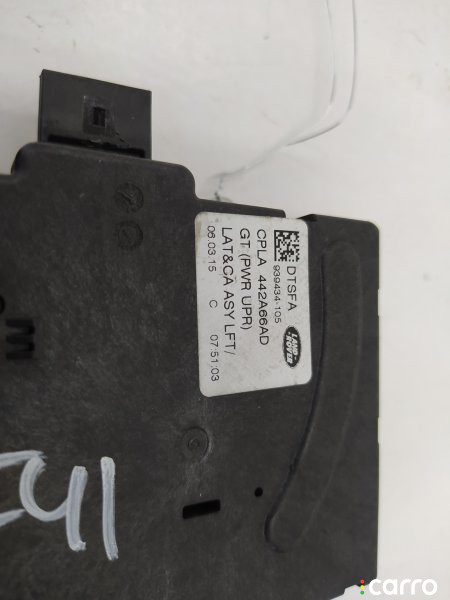 DTSFA
939434-105
LAND
ROVER
CPLA 442A66AD
GT (PWR UPR)
LAT&CA ASY LFT/
06.03.15 C 07:51:03
carro